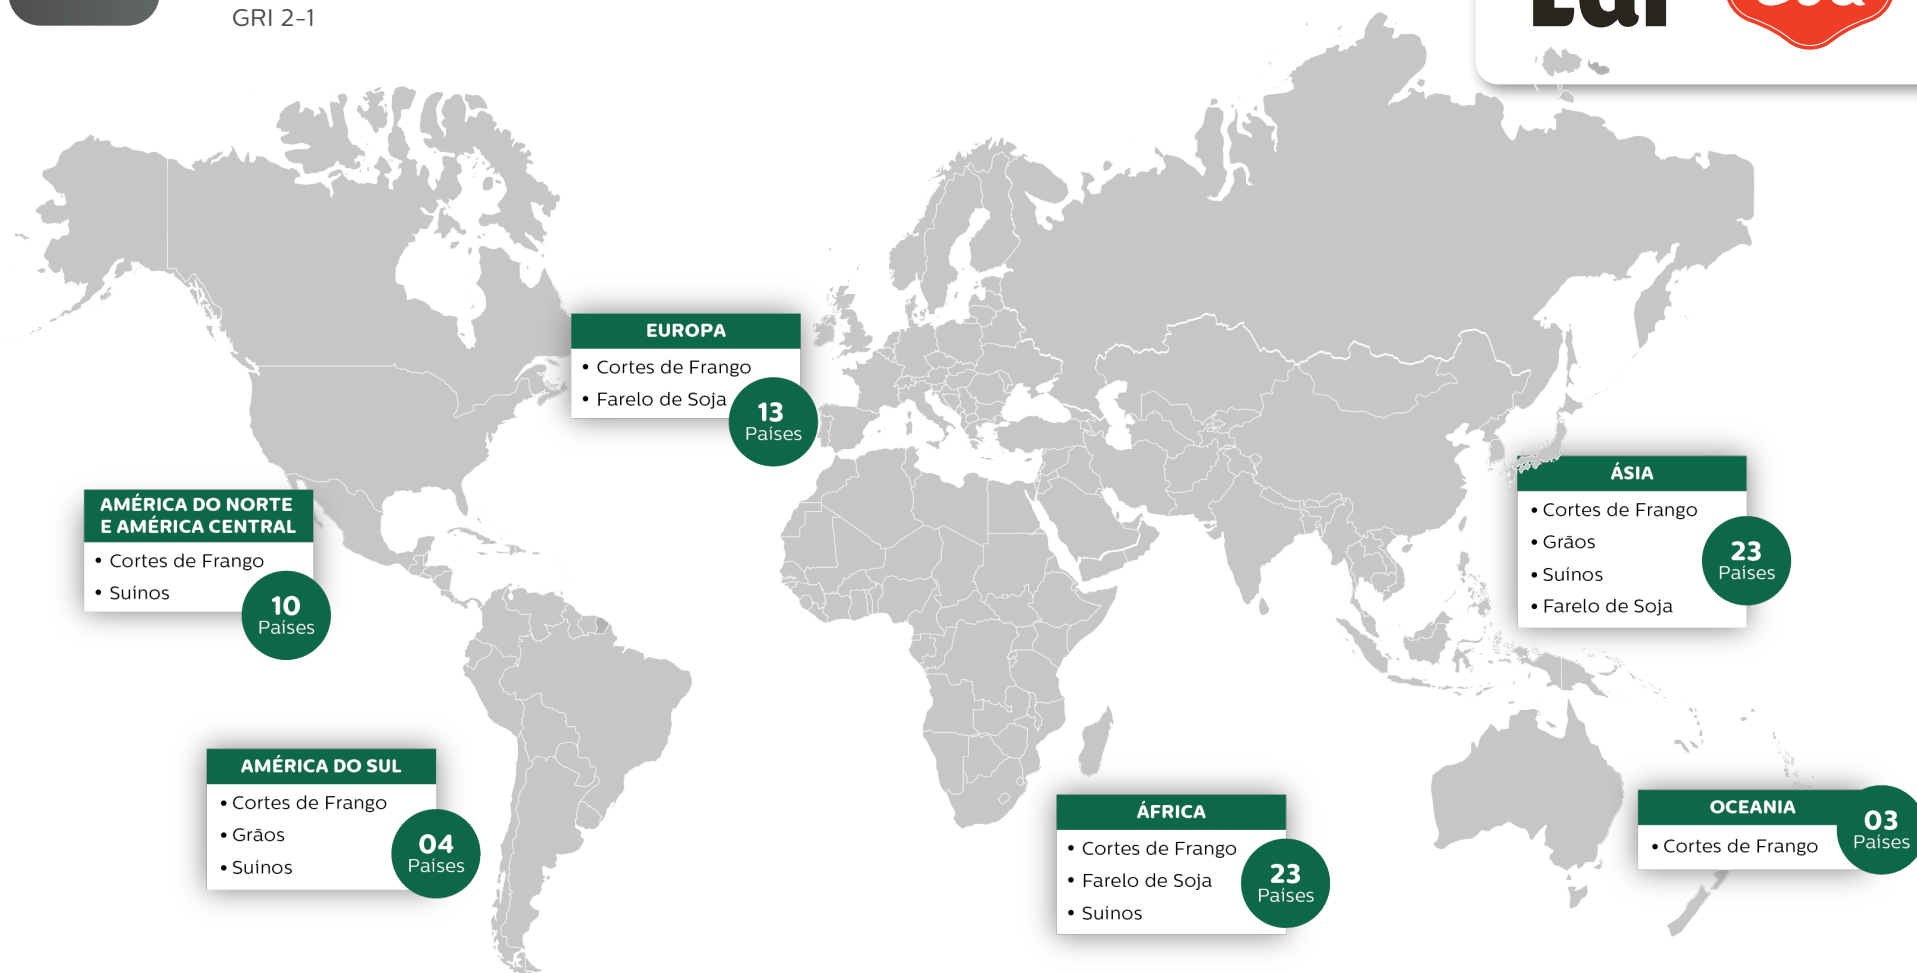 GRI 2-1
EUROPA
• Cortes de Frango
• Farelo de Soja
13
Países
AMÉRICA DO NORTE
E AMÉRICA CENTRAL
• Cortes de Frango
• Suínos
10
Países
ÁSIA
• Cortes de Frango
• Grãos
• Suínos
• Farelo de Soja
23
Países
AMÉRICA DO SUL
• Cortes de Frango
• Grãos
• Suínos
04
Países
ÁFRICA
• Cortes de Frango
• Farelo de Soja
• Suínos
23
Países
OCEANIA
• Cortes de Frango
03
Países